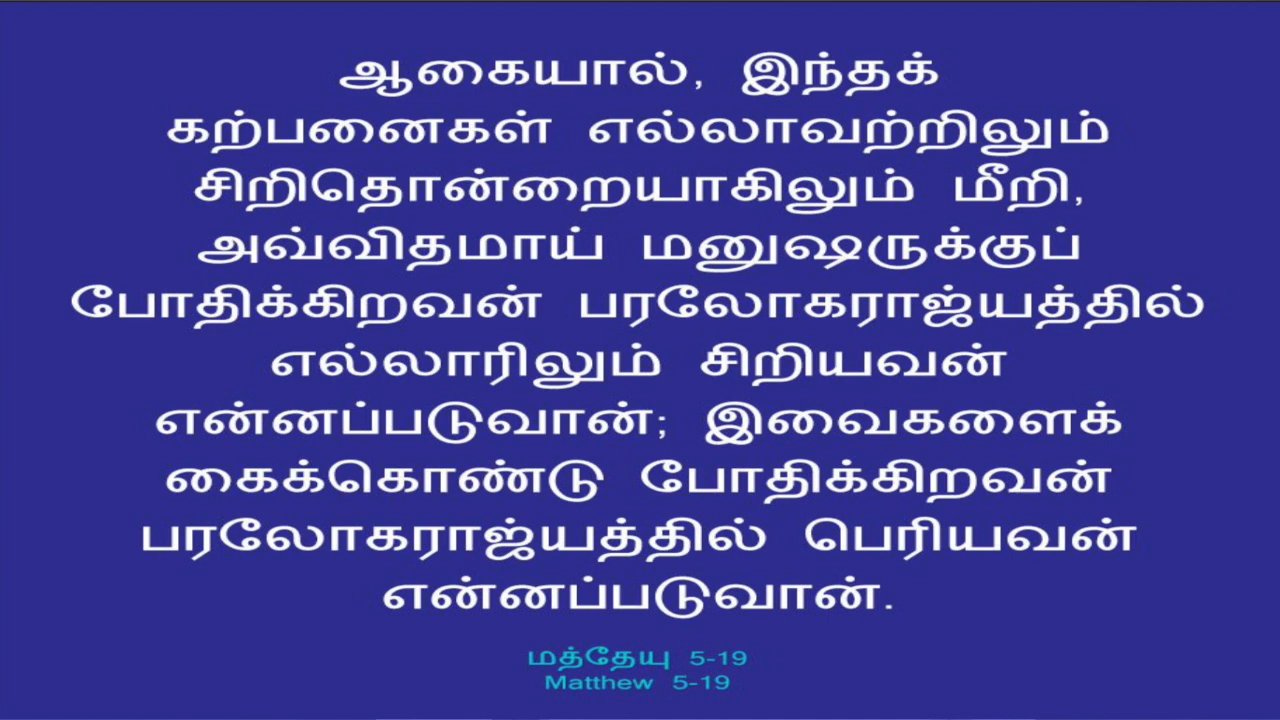 ஆகையால், இந்தக்
கற்பனைகள் எல்லாவற்றிலும்
சிறிதொன்றையாகிலும் மீறி,
அவ்விதமாய் மனுஷருக்குப்
போதிக்கிறவன் பரலோகராஜ்யத்தில்
எல்லாரிலும் சிறியவன்
என்னப்படுவான்; இவைகளைக்
கைக்கொண்டு போதிக்கிறவன்
பரலோகராஜ்யத்தில் பெரியவன்
என்னப்படுவான்.
மத்தேயு 5-19
Matthew 5-19